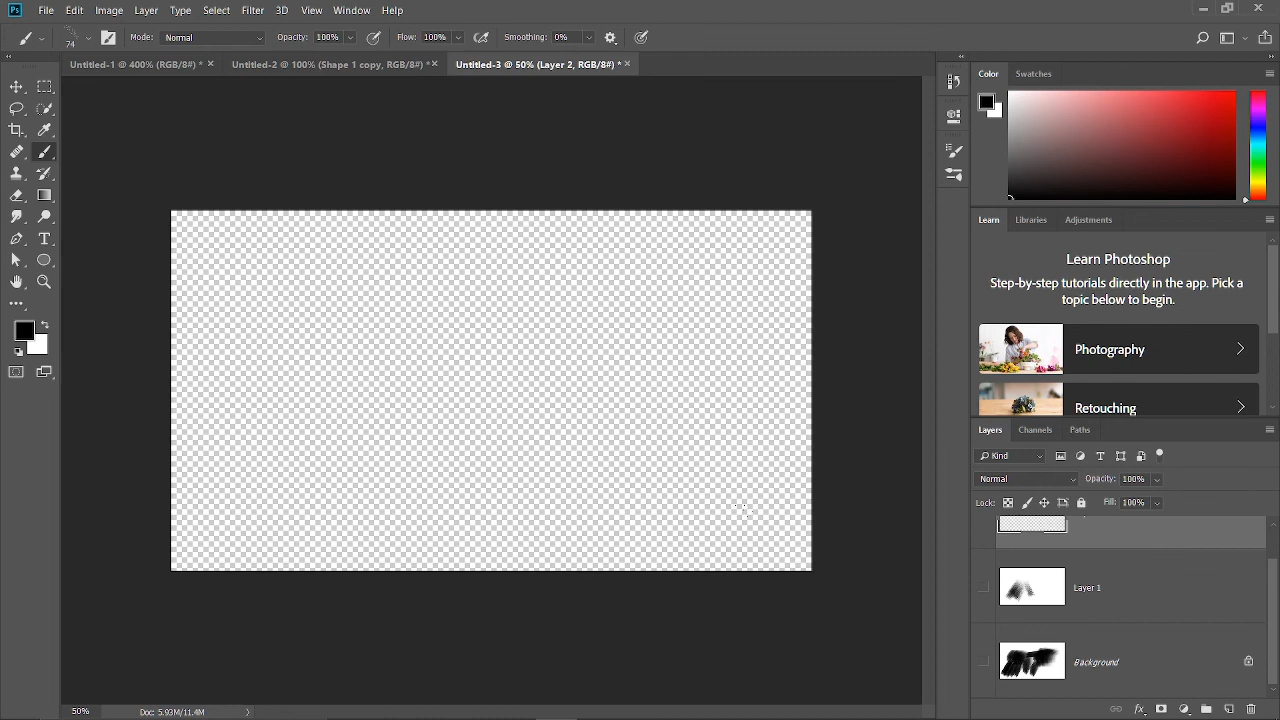 Ps File Edit Image Layer Type Select Filter 3D View Window Help
74 Mode: Normal Opacity: 100% Flow: 100% Smoothing: 0%
Untitled-1 @ 400% (RGB/8#) * × Untitled-2 @ 100% (Shape 1 copy, RGB/8#) * × Untitled-3 @ 50% (Layer 2, RGB/8#) * ×
Color Swatches
Learn Libraries Adjustments
Learn Photoshop
Step-by-step tutorials directly in the app. Pick a
topic below to begin.
Photography
Retouching
Layers Channels Paths
Kind
Normal Opacity: 100%
Lock: Fill: 100%
Layer 1
Background
50% Doc: 5.93M/11.4M